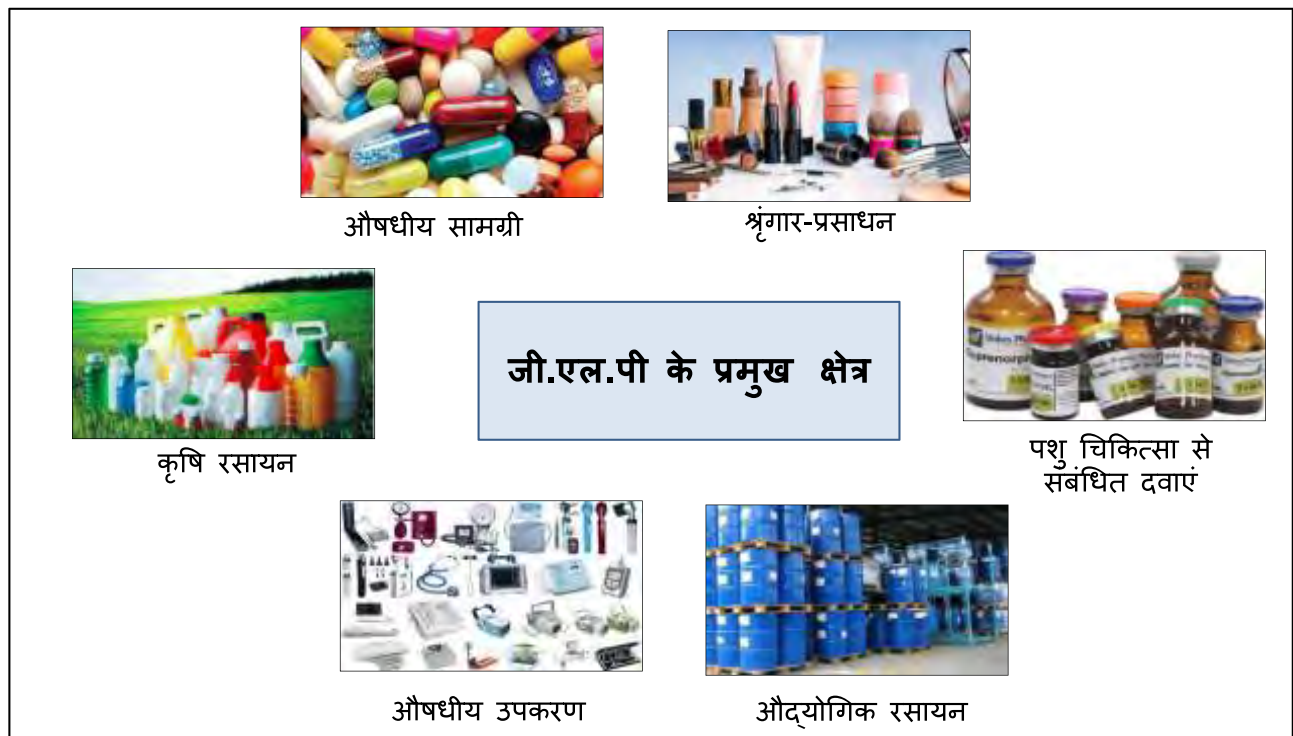 औषधीय सामग्री
श्रृंगार-प्रसाधन
कृषि रसायन
जी.एल.पी के प्रमुख क्षेत्र
पशु चिकित्सा से
संबंधित दवाएं
औषधीय उपकरण
औद्योगिक रसायन